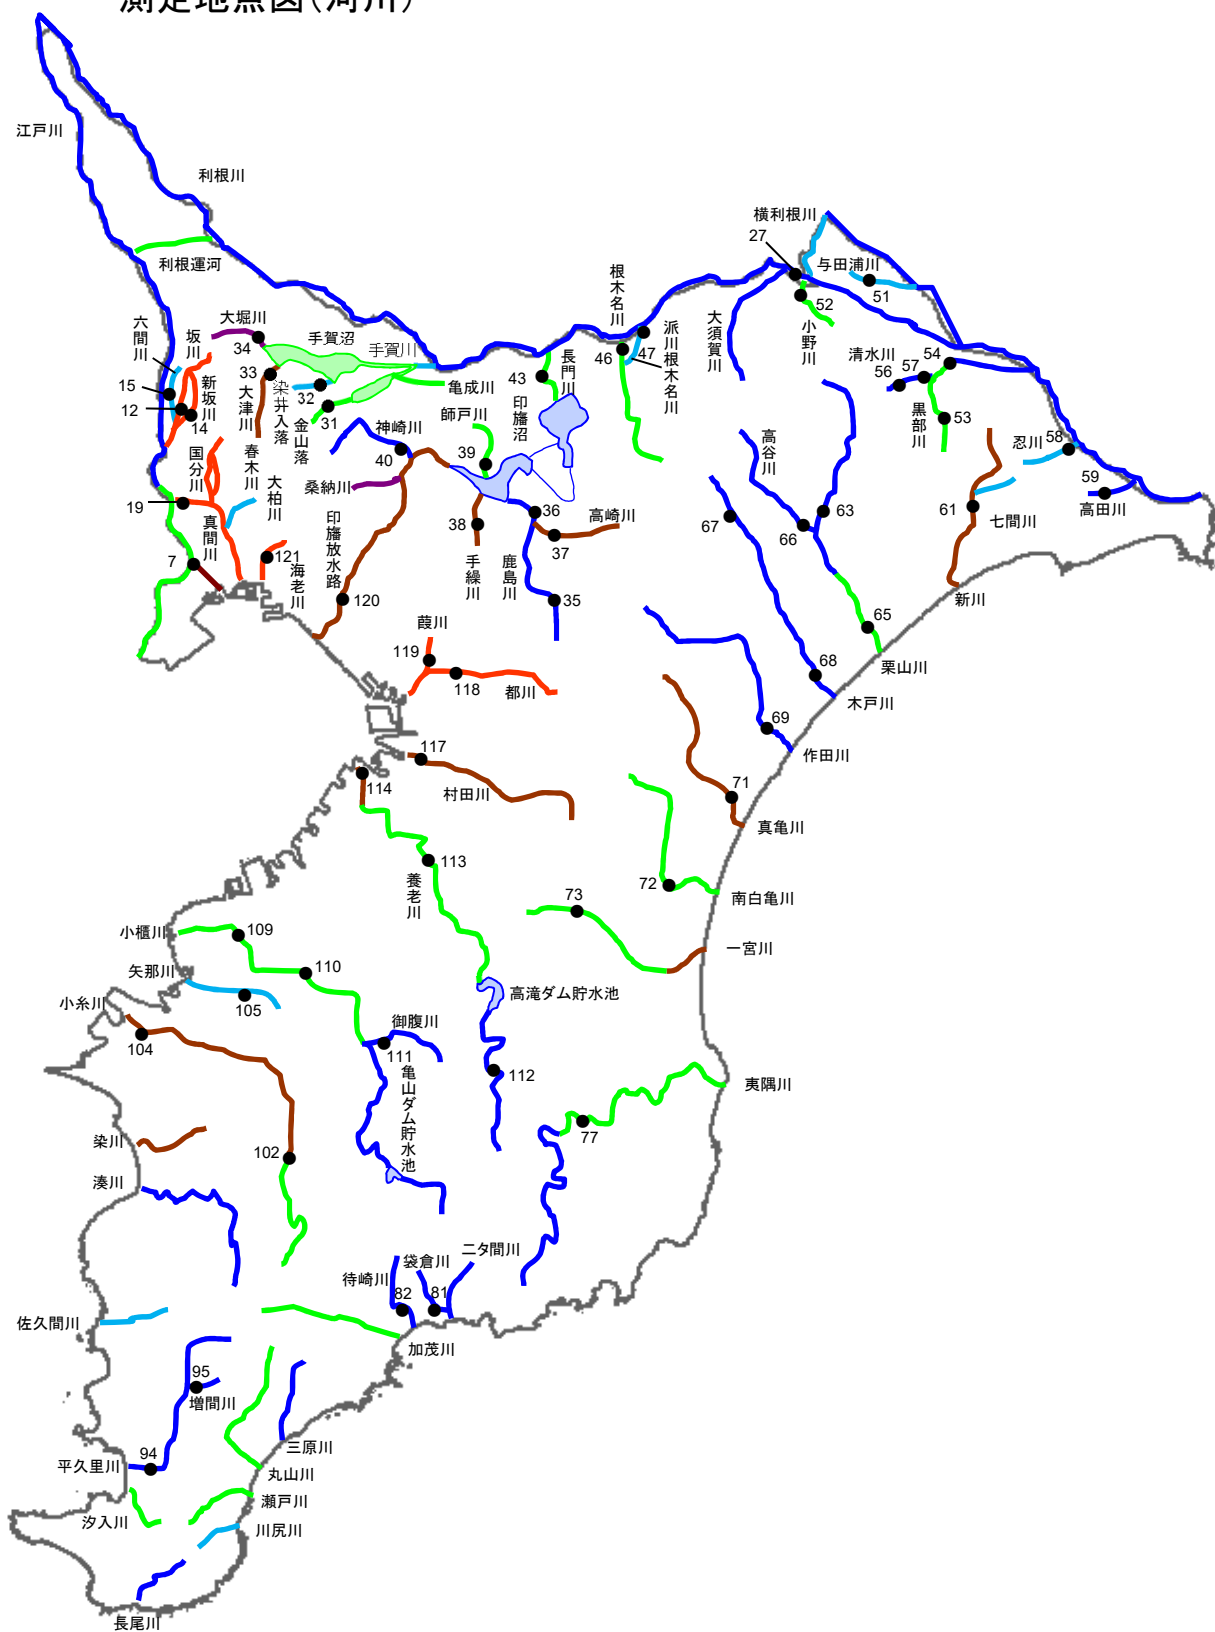 測定地点図(河川)
江戸川
利根川
利根運河
横利根川
27
与田浦川
51
52
小野川
大須賀川
根木名川
派川根木名川
46
47
清水川
56
57
54
黒部川
53
忍川
58
59
高田川
61
七間川
新川
六間川
坂川
新坂川
15
12
14
大堀川
34
手賀沼
手賀川
33
大津川
染井入落
32
31
金山落
亀成川
43
長門川
印旛沼
師戸川
39
神崎川
40
桑納川
国分川
春木川
大柏川
19
真間川
7
121
海老川
印旛放水路
120
38
手繰川
36
37
高崎川
鹿島川
35
高谷川
67
66
63
65
栗山川
68
木戸川
69
作田川
葭川
119
118
都川
117
村田川
114
71
真亀川
113
養老川
72
南白亀川
73
一宮川
小櫃川
109
110
矢那川
105
高滝ダム貯水池
小糸川
104
御腹川
111
亀山ダム貯水池
112
夷隅川
77
染川
102
湊川
二タ間川
袋倉川
待崎川
82
81
加茂川
佐久間川
95
増間川
三原川
94
平久里川
丸山川
瀬戸川
汐入川
川尻川
長尾川